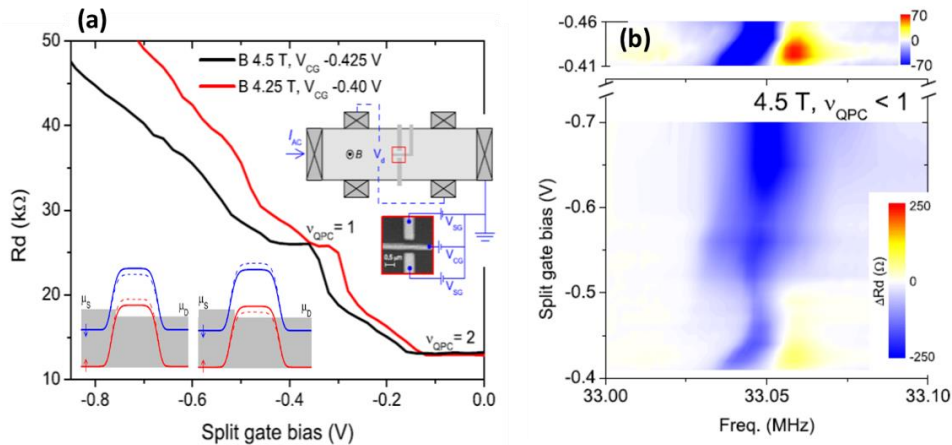 (a)
50
40
30
20
10
Rd (kΩ)
-0.8
-0.6
-0.4
-0.2
0.0
Split gate bias (V)
B 4.5 T, V_CG -0.425 V
B 4.25 T, V_CG -0.40 V
I_AC
B
V_d
V_SG
V_CG
V_SG
0.5 μm
ν_QPC = 1
ν_QPC = 2
μ_S
μ_D
μ_S
μ_D
(b)
-0.46
-0.41
70
-70
4.5 T, ν_QPC < 1
-0.7
-0.6
-0.5
-0.4
Split gate bias (V)
250
0
-250
ΔRd (Ω)
33.00
33.05
33.10
Freq. (MHz)